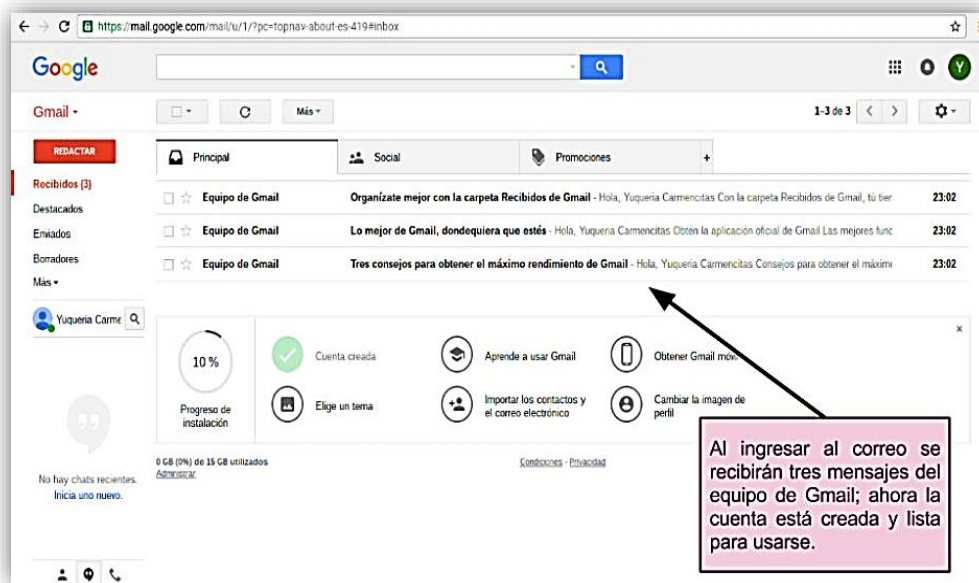 https://mail.google.com/mail/u/1/?pc=topnav-about-es-419#inbox
Google
Y
Gmail
Más
1-3 de 3
REDACTAR
Principal
Social
Promociones
+
Recibidos (3)
Destacados
Enviados
Borradores
Más
Equipo de Gmail Organízate mejor con la carpeta Recibidos de Gmail - Hola, Yuqueria Carmencitas Con la carpeta Recibidos de Gmail, tú tier 23:02
Equipo de Gmail Lo mejor de Gmail, dondequiera que estés - Hola, Yuqueria Carmencitas Obtén la aplicación oficial de Gmail Las mejores func 23:02
Equipo de Gmail Tres consejos para obtener el máximo rendimiento de Gmail - Hola, Yuqueria Carmencitas Consejos para obtener el máxim 23:02
Yuqueria Carme
10 %
Progreso de
instalación
Cuenta creada
Aprende a usar Gmail
Obtener Gmail móvil
Elige un tema
Importar los contactos y
el correo electrónico
Cambiar la imagen de
perfil
x
No hay chats recientes.
Inicia uno nuevo.
0 GB (0%) de 15 GB utilizados
Administrar
Condiciones - Privacidad
Al ingresar al correo se
recibirán tres mensajes del
equipo de Gmail; ahora la
cuenta está creada y lista
para usarse.